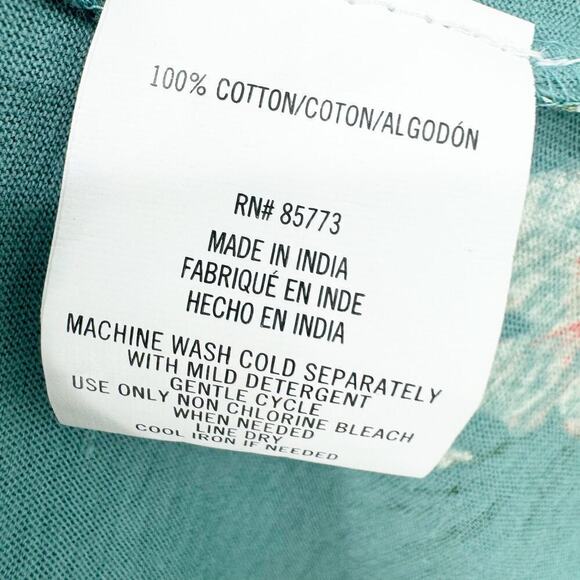 100% COTTON/COTON/ALGODÓN
RN# 85773
MADE IN INDIA
FABRIQUÉ EN INDE
HECHO EN INDIA
MACHINE WASH COLD SEPARATELY
WITH MILD DETERGENT
GENTLE CYCLE
USE ONLY NON CHLORINE BLEACH
WHEN NEEDED
LINE DRY
COOL IRON IF NEEDED